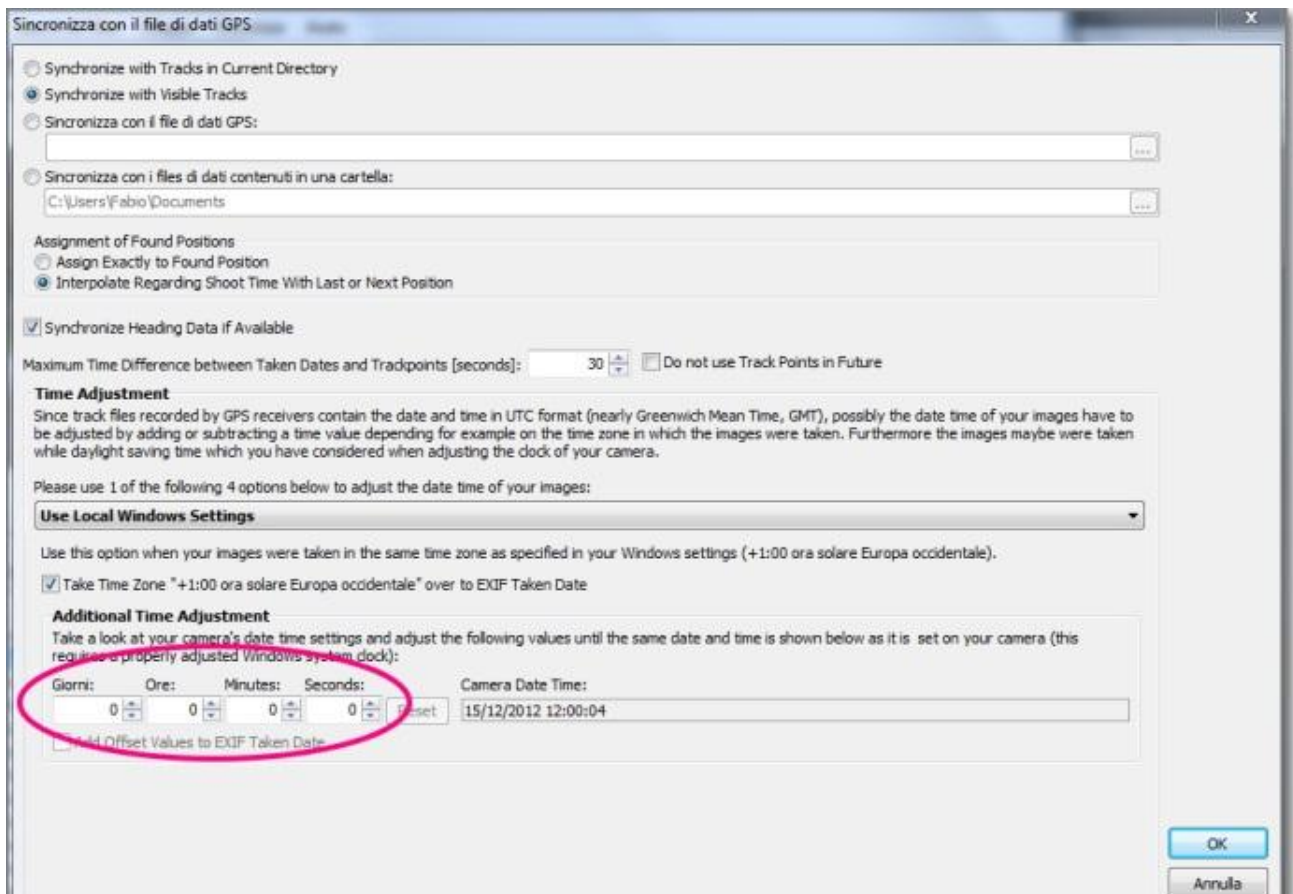 Sincronizza con il file di dati GPS
X
Synchronize with Tracks in Current Directory
Synchronize with Visible Tracks
Sincronizza con il file di dati GPS:
...
Sincronizza con i files di dati contenuti in una cartella:
C:\Users\Fabio\Documents
...
Assignment of Found Positions
Assign Exactly to Found Position
Interpolate Regarding Shoot Time With Last or Next Position
Synchronize Heading Data if Available
Maximum Time Difference between Taken Dates and Trackpoints [seconds]: 30 Do not use Track Points in Future
Time Adjustment
Since track files recorded by GPS receivers contain the date and time in UTC format (nearly Greenwich Mean Time, GMT), possibly the date time of your images have to
be adjusted by adding or subtracting a time value depending for example on the time zone in which the images were taken. Furthermore the images maybe were taken
while daylight saving time which you have considered when adjusting the clock of your camera.
Please use 1 of the following 4 options below to adjust the date time of your images:
Use Local Windows Settings
Use this option when your images were taken in the same time zone as specified in your Windows settings (+1:00 ora solare Europa occidentale).
Take Time Zone "+1:00 ora solare Europa occidentale" over to EXIF Taken Date
Additional Time Adjustment
Take a look at your camera's date time settings and adjust the following values until the same date and time is shown below as it is set on your camera (this
requires a properly adjusted Windows system clock):
Giorni: Ore: Minutes: Seconds: Camera Date Time:
0 0 0 0 Reset 15/12/2012 12:00:04
Add Offset Values to EXIF Taken Date
OK
Annulla